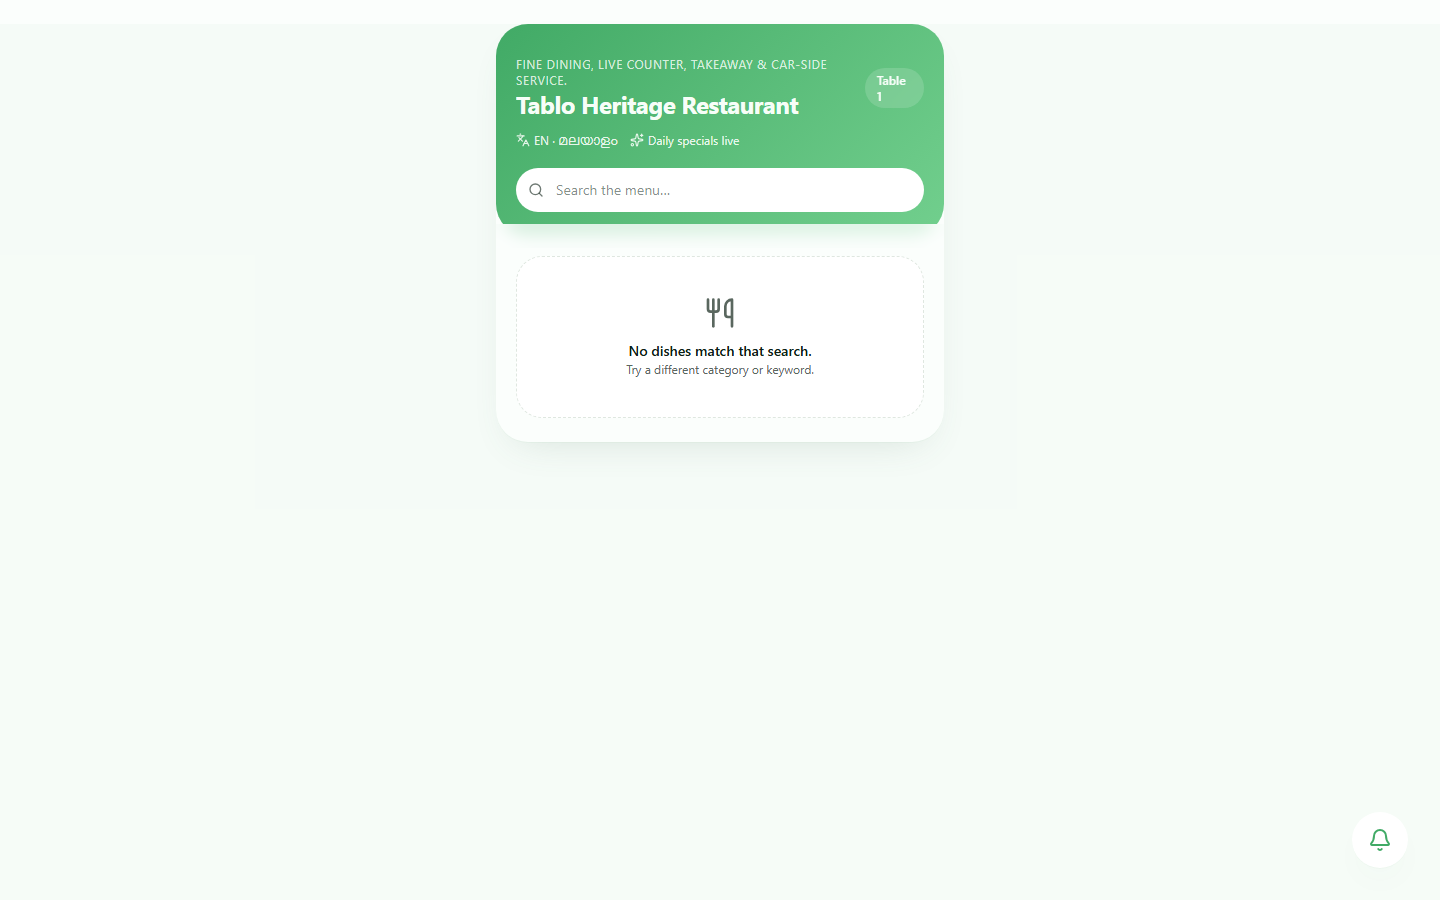 FINE DINING, LIVE COUNTER, TAKEAWAY & CAR-SIDE
SERVICE.
Tablo Heritage Restaurant
Table
1
EN · മലയാളം
Daily specials live
Search the menu...
No dishes match that search.
Try a different category or keyword.